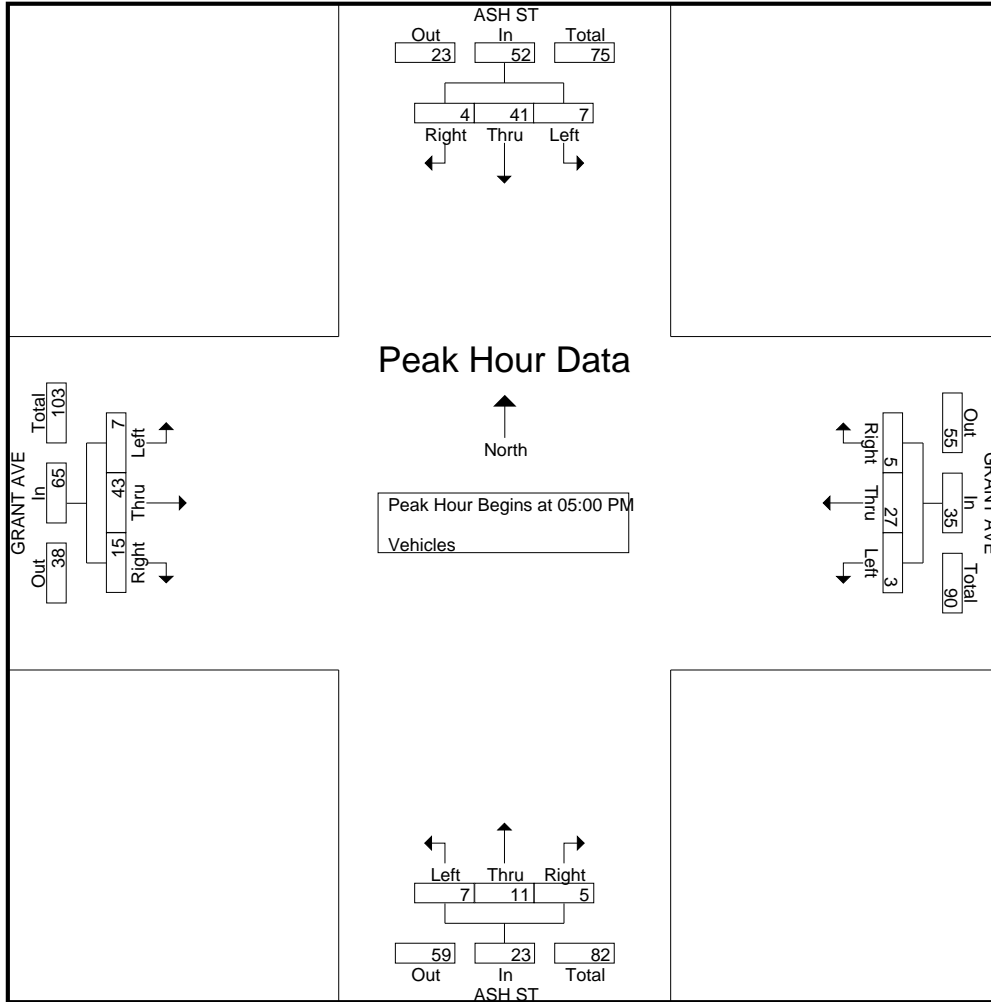 ASH ST
Out In Total
23 52 75
4 41 7
Right Thru Left
Peak Hour Data
North
Peak Hour Begins at 05:00 PM
Vehicles
GRANT AVE
Out In Total
38 65 103
15 43 7
Right Thru Left
GRANT AVE
Out In Total
55 35 90
5 27 3
Right Thru Left
Left Thru Right
7 11 5
59 23 82
Out In Total
ASH ST